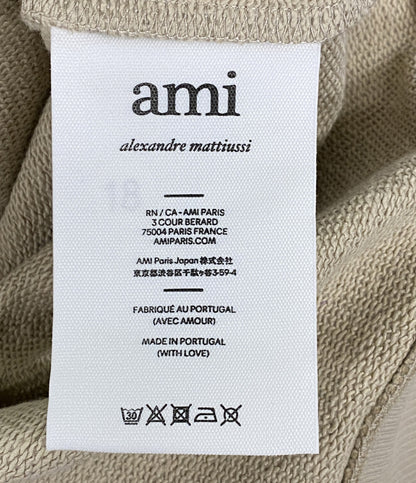 ami
alexandre mattiussi
18
RN / CA - AMI PARIS
3 COUR BERARD
75004 PARIS FRANCE
AMIPARIS.COM
AMI Paris Japan 株式会社
東京都渋谷区千駄ヶ谷3-59-4
FABRIQUÉ AU PORTUGAL
(AVEC AMOUR)
MADE IN PORTUGAL
(WITH LOVE)
30